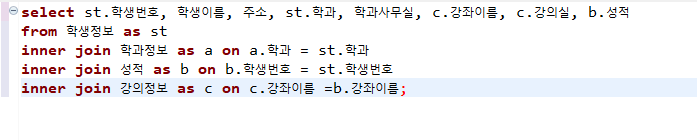 select st.학생번호, 학생이름, 주소, st.학과, 학과사무실, c.강좌이름, c.강의실, b.성적
from 학생정보 as st
inner join 학과정보 as a on a.학과 = st.학과
inner join 성적 as b on b.학생번호 = st.학생번호
inner join 강의정보 as c on c.강좌이름 =b.강좌이름;